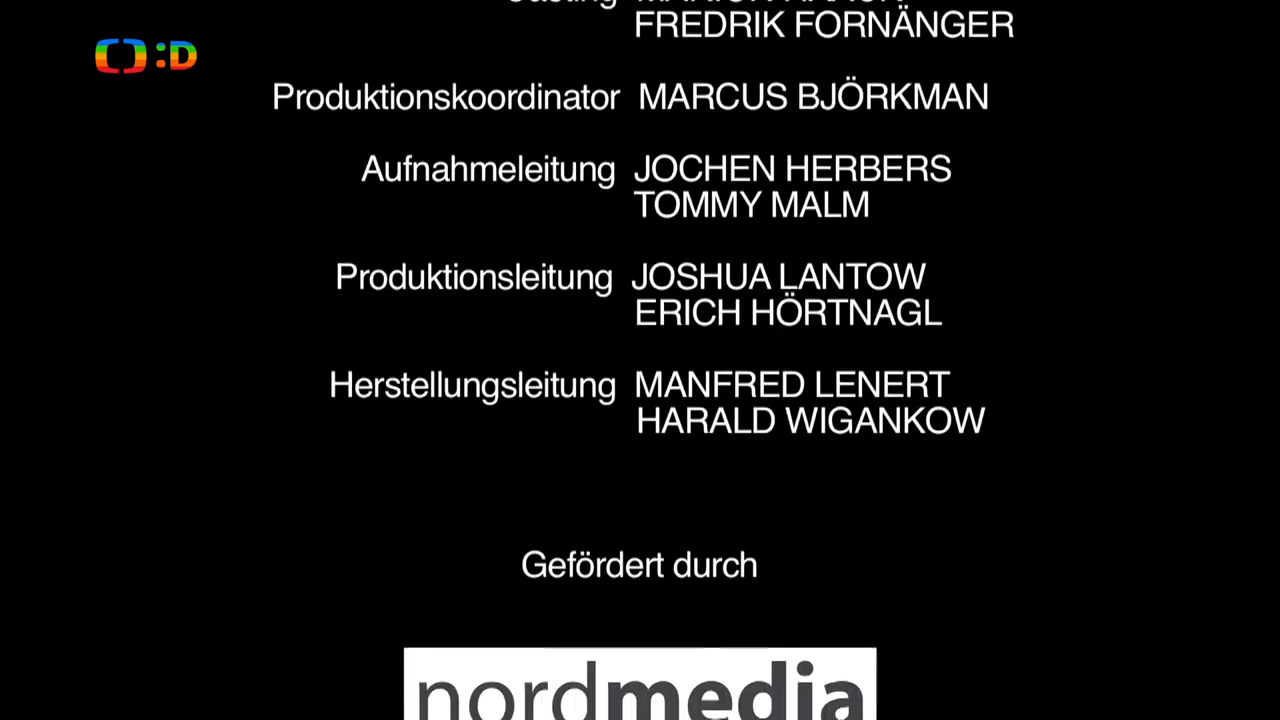 FREDRIK FORNÄNGER
:D
Produktionskoordinator MARCUS BJÖRKMAN
Aufnahmeleitung JOCHEN HERBERS
TOMMY MALM
Produktionsleitung JOSHUA LANTOW
ERICH HÖRTNAGL
Herstellungsleitung MANFRED LENERT
HARALD WIGANKOW
Gefördert durch
nordmedia